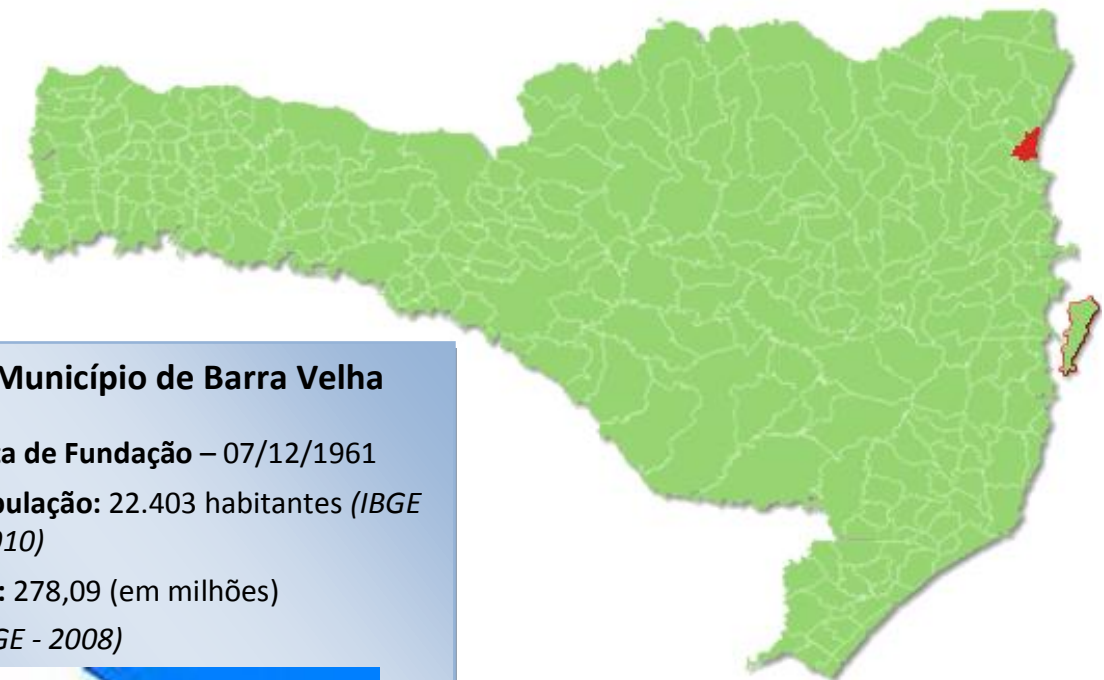 Município de Barra Velha
a de Fundação – 07/12/1961
ulação: 22.403 habitantes (IBGE
010)
: 278,09 (em milhões)
GE - 2008)